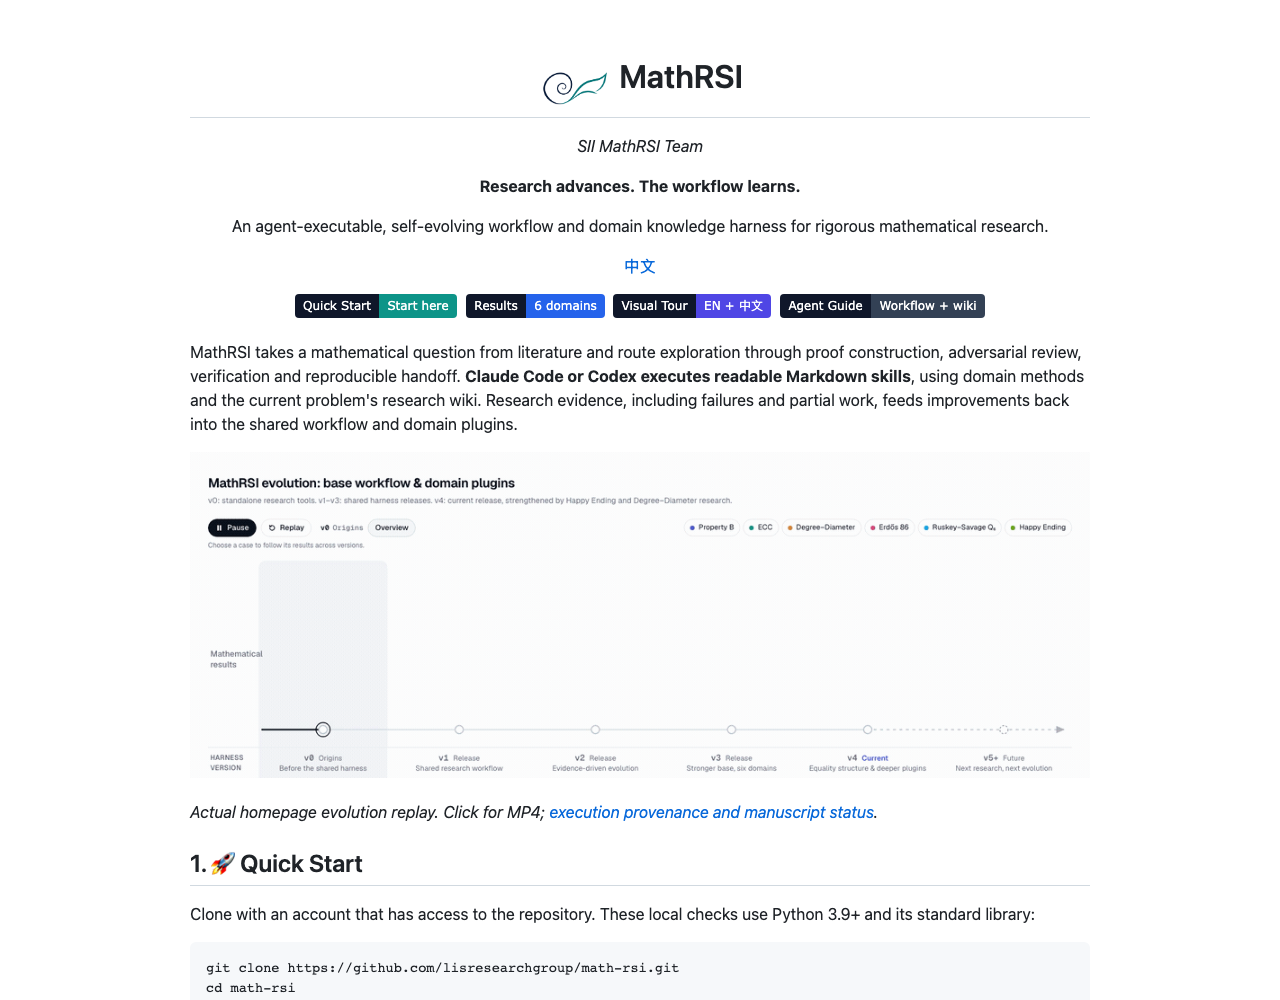 MathRSI
SII MathRSI Team
Research advances. The workflow learns.
An agent-executable, self-evolving workflow and domain knowledge harness for rigorous mathematical research.
中文
Quick Start Start here Results 6 domains Visual Tour EN + 中文 Agent Guide Workflow + wiki
MathRSI takes a mathematical question from literature and route exploration through proof construction, adversarial review,
verification and reproducible handoff. Claude Code or Codex executes readable Markdown skills, using domain methods
and the current problem's research wiki. Research evidence, including failures and partial work, feeds improvements back
into the shared workflow and domain plugins.
MathRSI evolution: base workflow & domain plugins
v0: standalone research tools. v1–v3: shared harness releases. v4: current release, strengthened by Happy Ending and Degree–Diameter research.
Pause Replay v0 Origins Overview Property B ECC Degree–Diameter Erdős 86 Ruskey–Savage Q₅ Happy Ending
Choose a case to follow its results across versions.
Mathematical
results
HARNESS
VERSION
v0 Origins
Before the shared harness
v1 Release
Shared research workflow
v2 Release
Evidence-driven evolution
v3 Release
Stronger base, six domains
v4 Current
Equality structure & deeper plugins
v5+ Future
Next research, next evolution
Actual homepage evolution replay. Click for MP4; execution provenance and manuscript status.
1.🚀 Quick Start
Clone with an account that has access to the repository. These local checks use Python 3.9+ and its standard library:
git clone https://github.com/lisresearchgroup/math-rsi.git
cd math-rsi